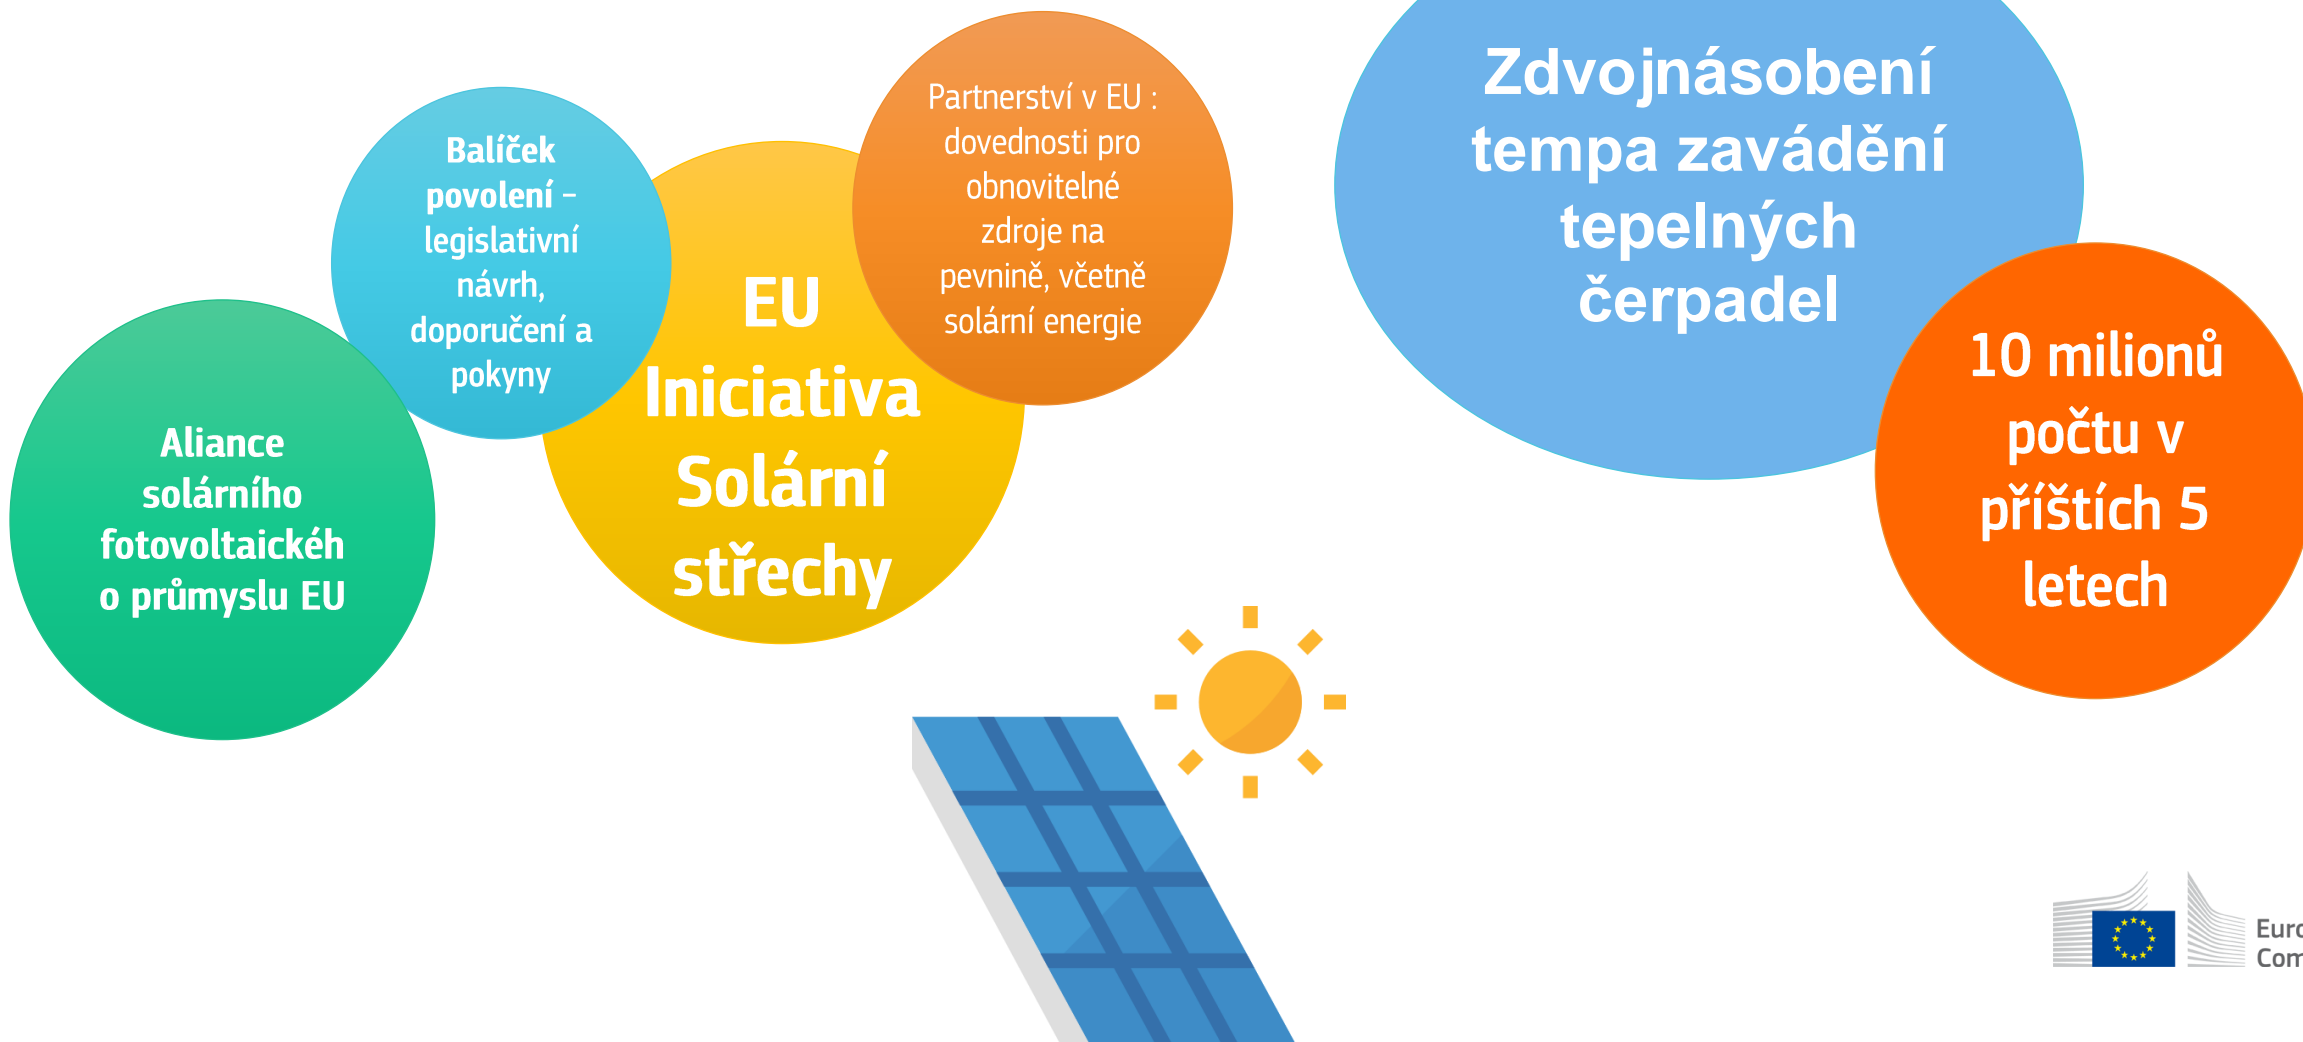 Aliance
solárního
fotovoltaickéh
o průmyslu EU
Balíček
povolení –
legislativní
návrh,
doporučení a
pokyny
EU
Iniciativa
Solární
střechy
Partnerství v EU :
dovednosti pro
obnovitelné
zdroje na
pevnině, včetně
solární energie
Zdvojnásobení
tempa zavádění
tepelných
čerpadel
10 milionů
počtu v
příštích 5
letech